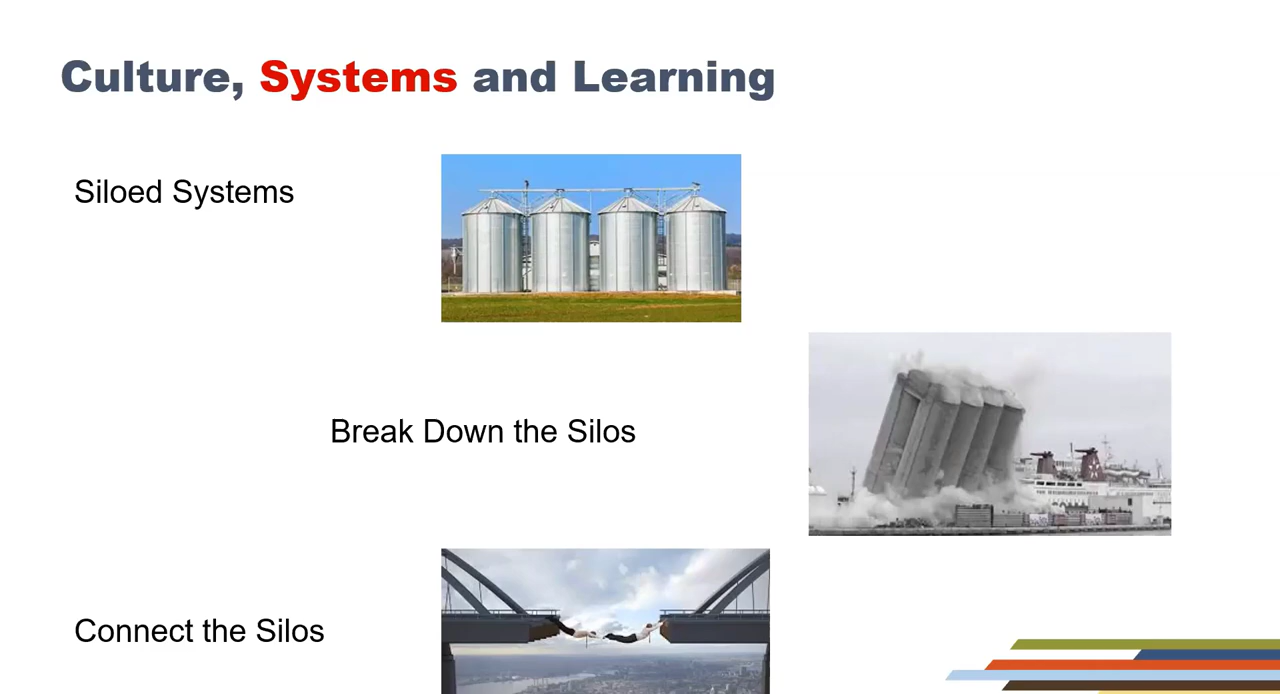 Culture, Systems and Learning
Siloed Systems
Break Down the Silos
Connect the Silos